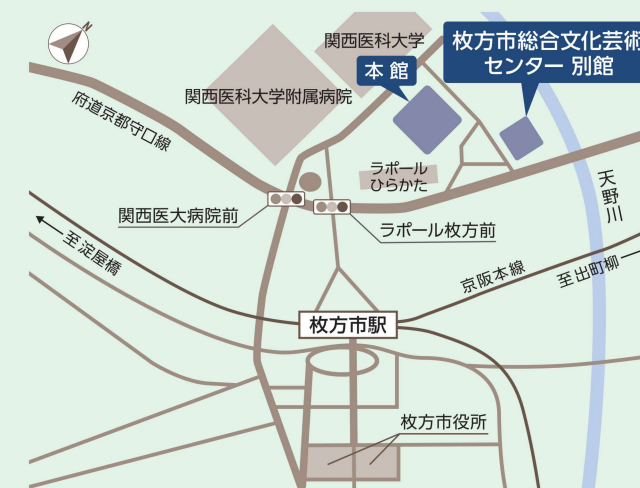 N
関西医科大学
枚方市総合文化芸術
センター 別館
本館
関西医科大学附属病院
府道京都守口線
ラポール
ひらかた
天野川
関西医大病院前
ラポール枚方前
至淀屋橋
京阪本線
至出町柳
枚方市駅
枚方市役所